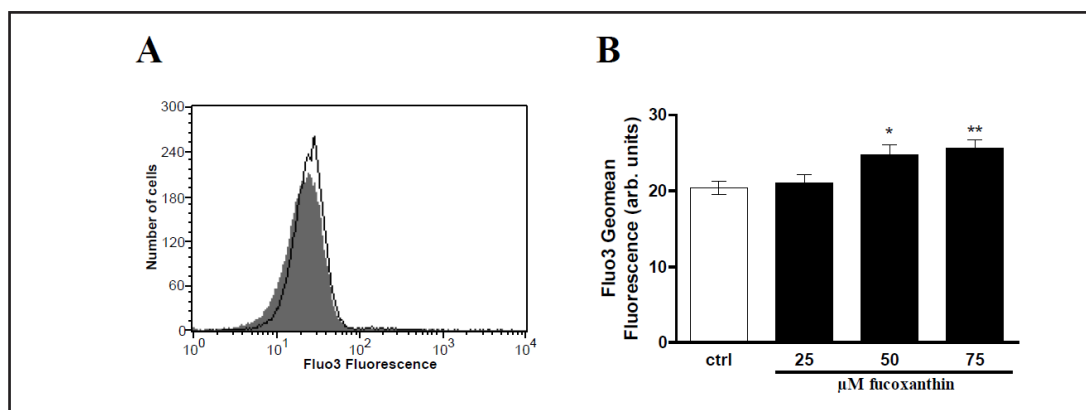 A
300
240
180
120
60
0
Number of cells
10^0 10^1 10^2 10^3 10^4
Fluo3 Fluorescence
B
30
20
10
0
Fluo3 Geomean
Fluorescence (arb. units)
* **
ctrl 25 50 75
µM fucoxanthin